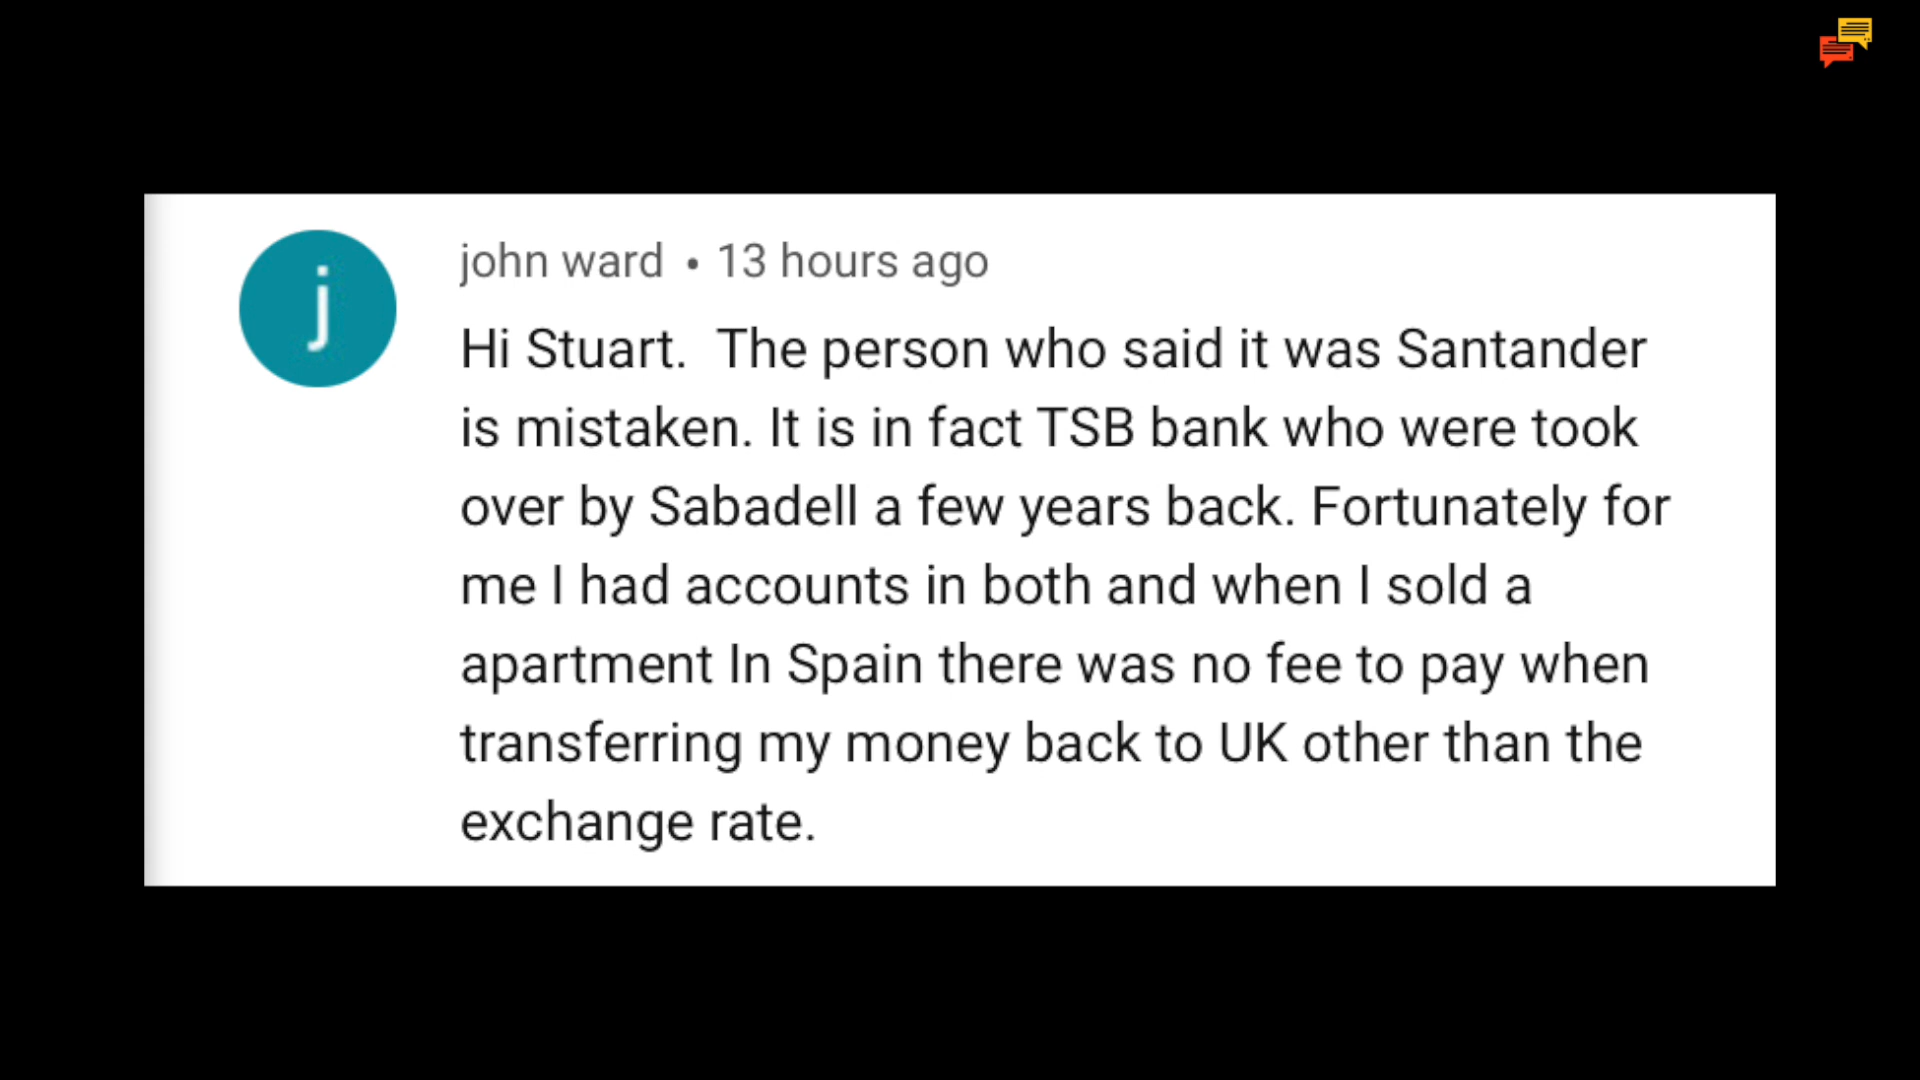 j
john ward • 13 hours ago
Hi Stuart.  The person who said it was Santander
is mistaken. It is in fact TSB bank who were took
over by Sabadell a few years back. Fortunately for
me I had accounts in both and when I sold a
apartment In Spain there was no fee to pay when
transferring my money back to UK other than the
exchange rate.